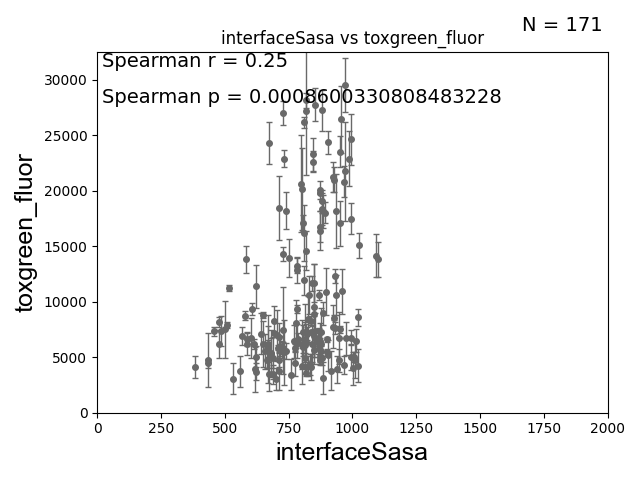 N = 171
interfaceSasa vs toxgreen_fluor
Spearman r = 0.25
Spearman p = 0.0008600330808483228
toxgreen_fluor
30000
25000
20000
15000
10000
5000
0
0 250 500 750 1000 1250 1500 1750 2000
interfaceSasa